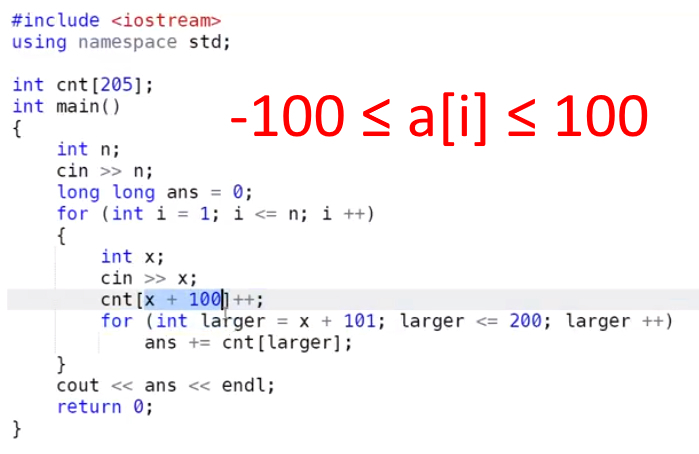 #include <iostream>
using namespace std;
int cnt[205];
int main()
-100 ≤ a[i] ≤ 100
{
int n;
cin >> n;
long long ans = 0;
for (int i = 1; i <= n; i ++)
{
int x;
cin >> x;
cnt[x + 100]++;
for (int larger = x + 101; larger <= 200; larger ++)
ans += cnt[larger];
}
cout << ans << endl;
return 0;
}